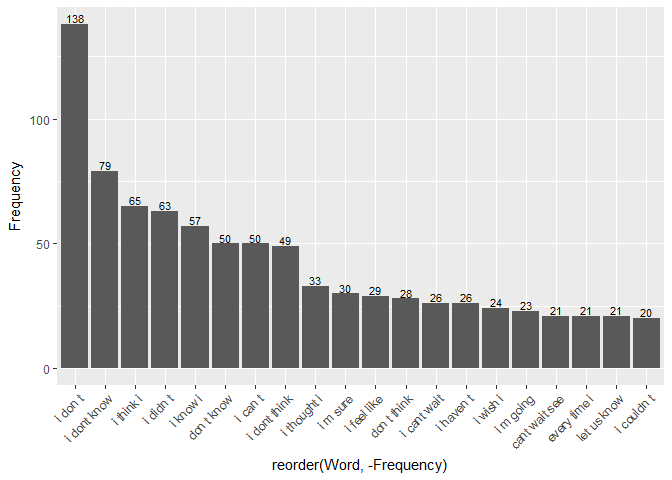 138
79
65
63
57
50
50
49
33
30
29
28
26
26
24
23
21
21
21
20
Frequency
100
50
0
i don t
i dont know
i think i
i didn t
i know i
don t know
i can t
i dont think
i thought i
i m sure
i feel like
don t think
i cant wait
i haven t
i wish i
i m going
cant wait see
every time i
let us know
i couldn t
reorder(Word, -Frequency)